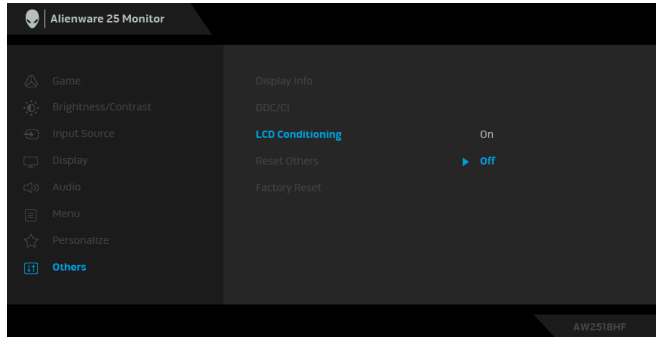 Alienware 25 Monitor
Game
Display Info
Brightness/Contrast
DDC/CI
Input Source
LCD Conditioning
On
Display
Reset Others
Off
Audio
Factory Reset
Menu
Personalize
Others
AW2518HF